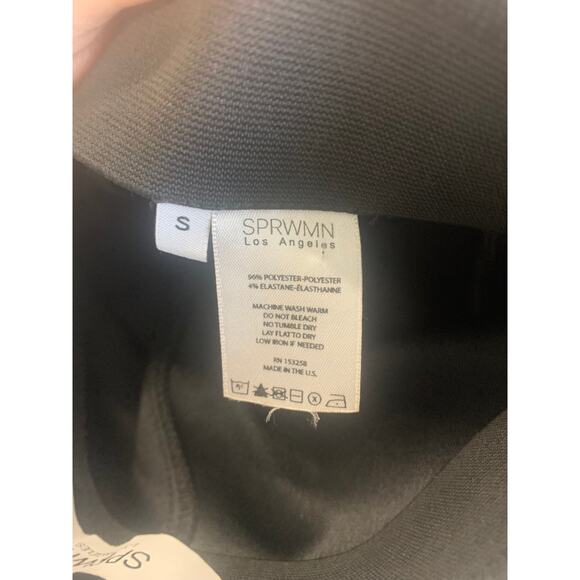 S
SPRWMN
Los Angeles
96% POLYESTER-POLYESTER
4% ELASTANE-ÉLASTHANNE
MACHINE WASH WARM
DO NOT BLEACH
NO TUMBLE DRY
LAY FLAT TO DRY
LOW IRON IF NEEDED
RN 153258
MADE IN THE U.S.